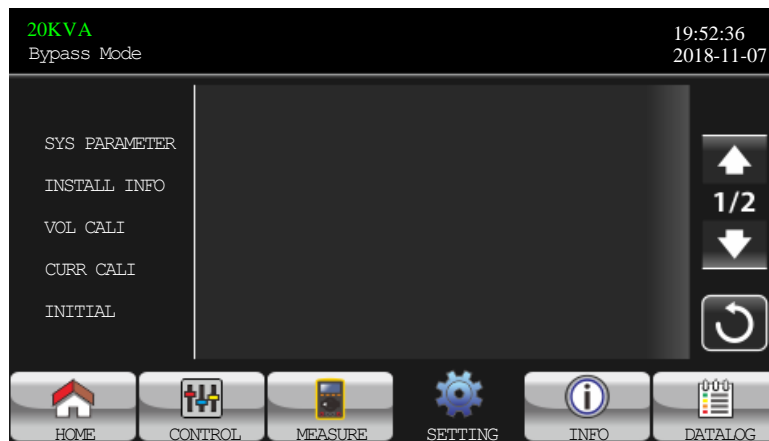 20KVA
Bypass Mode
19:52:36
2018-11-07
SYS PARAMETER
INSTALL INFO
VOL CALI
CURR CALI
INITIAL
1/2
HOME
CONTROL
MEASURE
SETTING
INFO
DATALOG